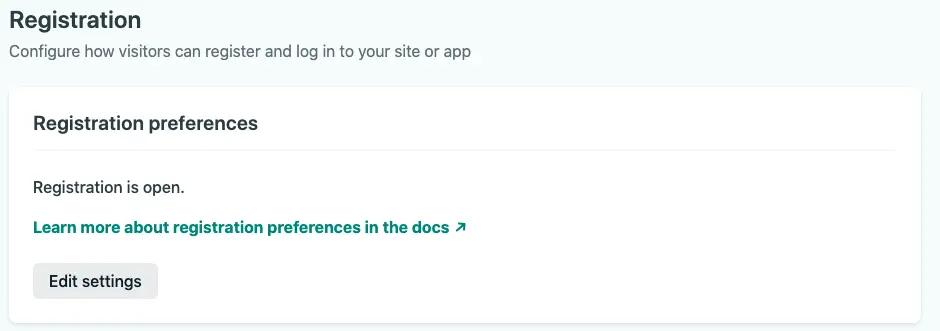 Registration
Configure how visitors can register and log in to your site or app
Registration preferences
Registration is open.
Learn more about registration preferences in the docs ↗
Edit settings